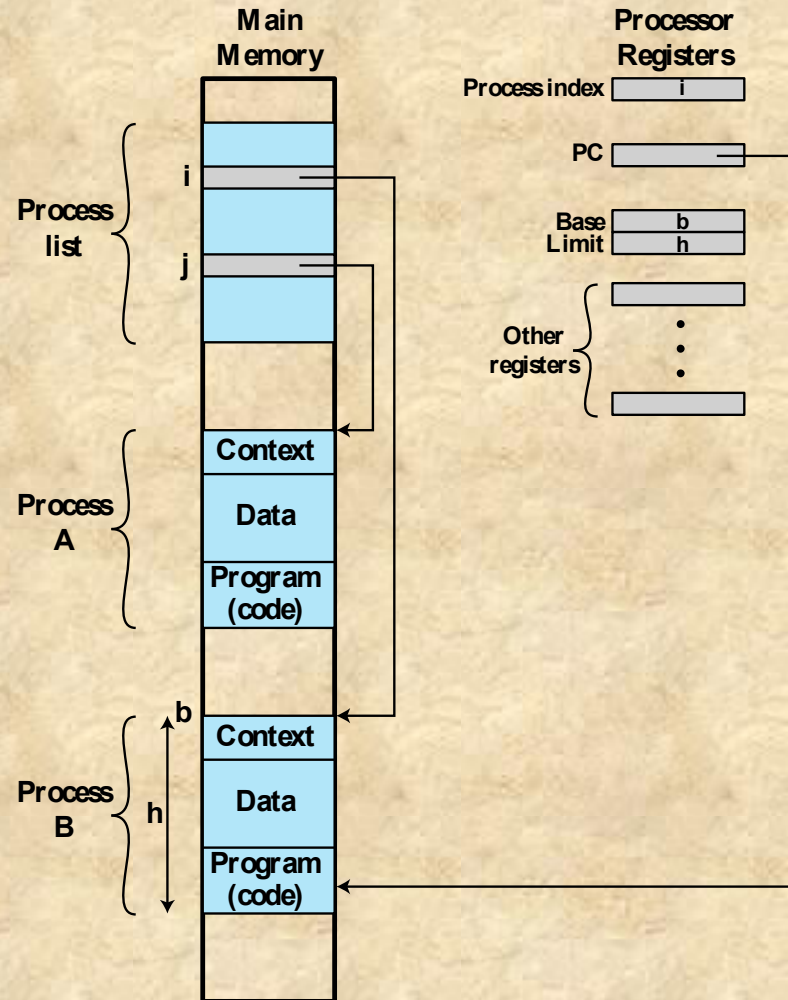 Main
Memory
Processor
Registers
Process index
i
PC
Base
b
Limit
h
Other
registers
Process
list
i
j
Process
A
Context
Data
Program
(code)
Process
B
b
h
Context
Data
Program
(code)